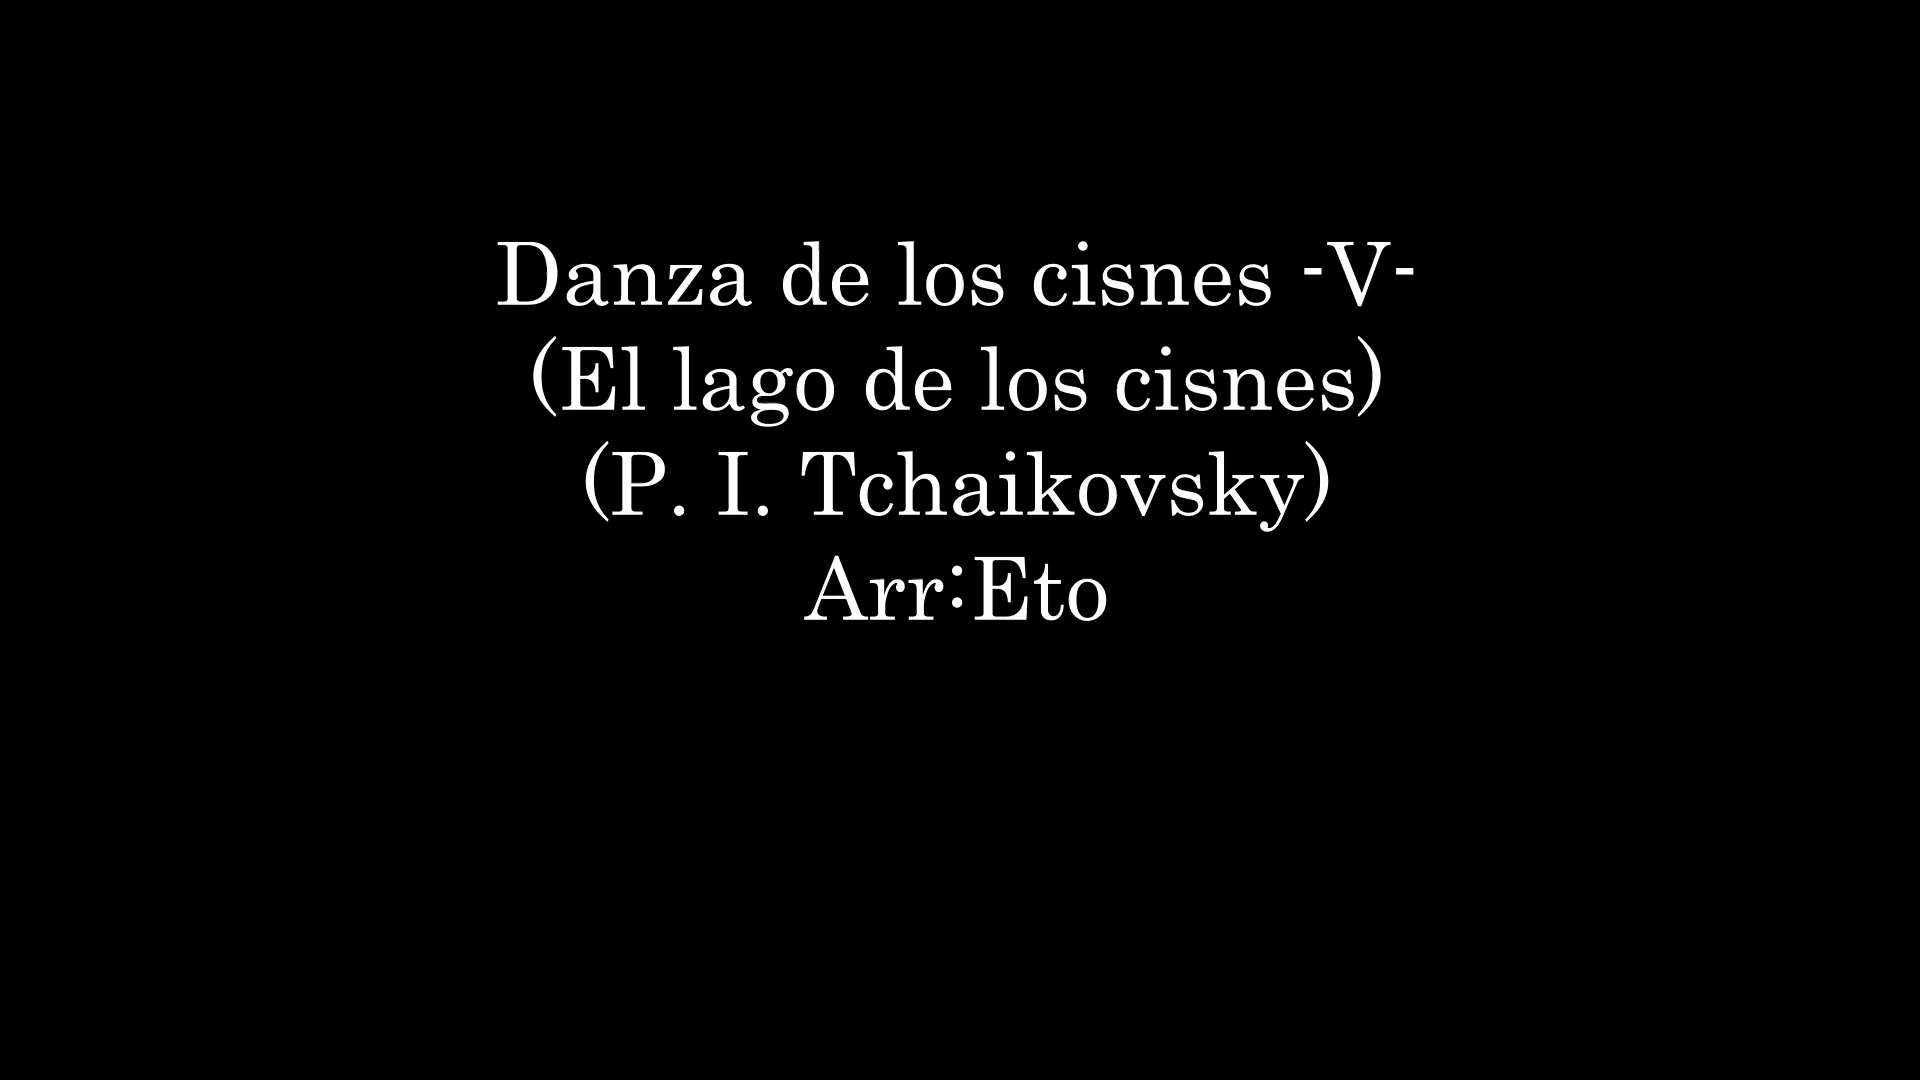 Danza de los cisnes -V-
(El lago de los cisnes)
(P. I. Tchaikovsky)
Arr:Eto